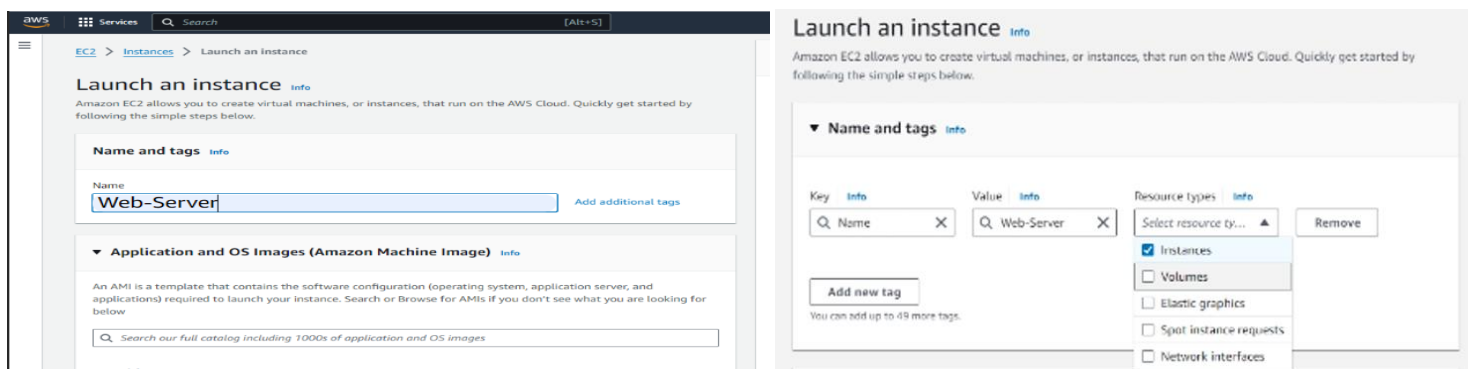 aws
Services
Search
[Alt+S]
EC2 > Instances > Launch an instance
Launch an instance Info
Amazon EC2 allows you to create virtual machines, or instances, that run on the AWS Cloud. Quickly get started by
following the simple steps below.
Name and tags Info
Name
Web-Server
Add additional tags
Application and OS Images (Amazon Machine Image) Info
An AMI is a template that contains the software configuration (operating system, application server, and
applications) required to launch your instance. Search or Browse for AMIs if you don't see what you are looking for
below
Search our full catalog including 1000s of application and OS images
Launch an instance Info
Amazon EC2 allows you to create virtual machines, or instances, that run on the AWS Cloud. Quickly get started by
following the simple steps below.
Name and tags Info
Key Info Value Info Resource types Info
Name Web-Server Select resource ty... Remove
Instances
Volumes
Add new tag
Elastic graphics
You can add up to 49 more tags.
Spot instance requests
Network interfaces